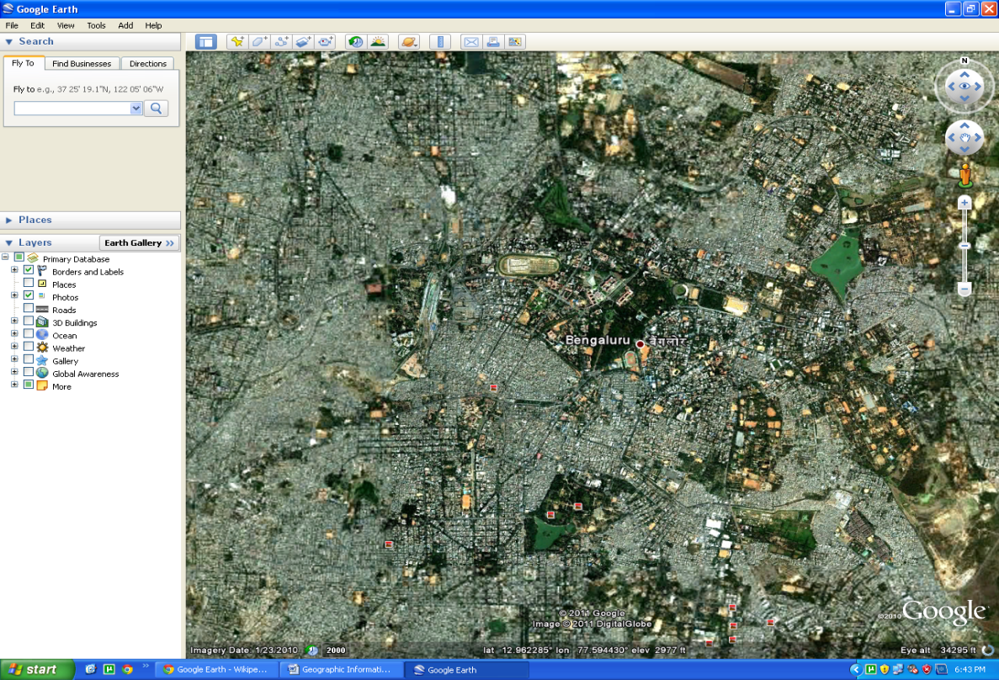 Google Earth
File Edit View Tools Add Help
Search
Fly To Find Businesses Directions
Fly to e.g., 37 25' 19.1"N, 122 05' 06"W
Places
Layers Earth Gallery >>
Primary Database
Borders and Labels
Places
Photos
Roads
3D Buildings
Ocean
Weather
Gallery
Global Awareness
More
N
Bengaluru बेंगलोर
© 2011 Google
Image © 2011 DigitalGlobe
©2010 Google
Imagery Date: 1/23/2010 2000 lat 12.962285° lon 77.594430° elev 2977 ft Eye alt 34295 ft
start Google Earth - Wikipe... Geographic Informati... Google Earth 6:43 PM